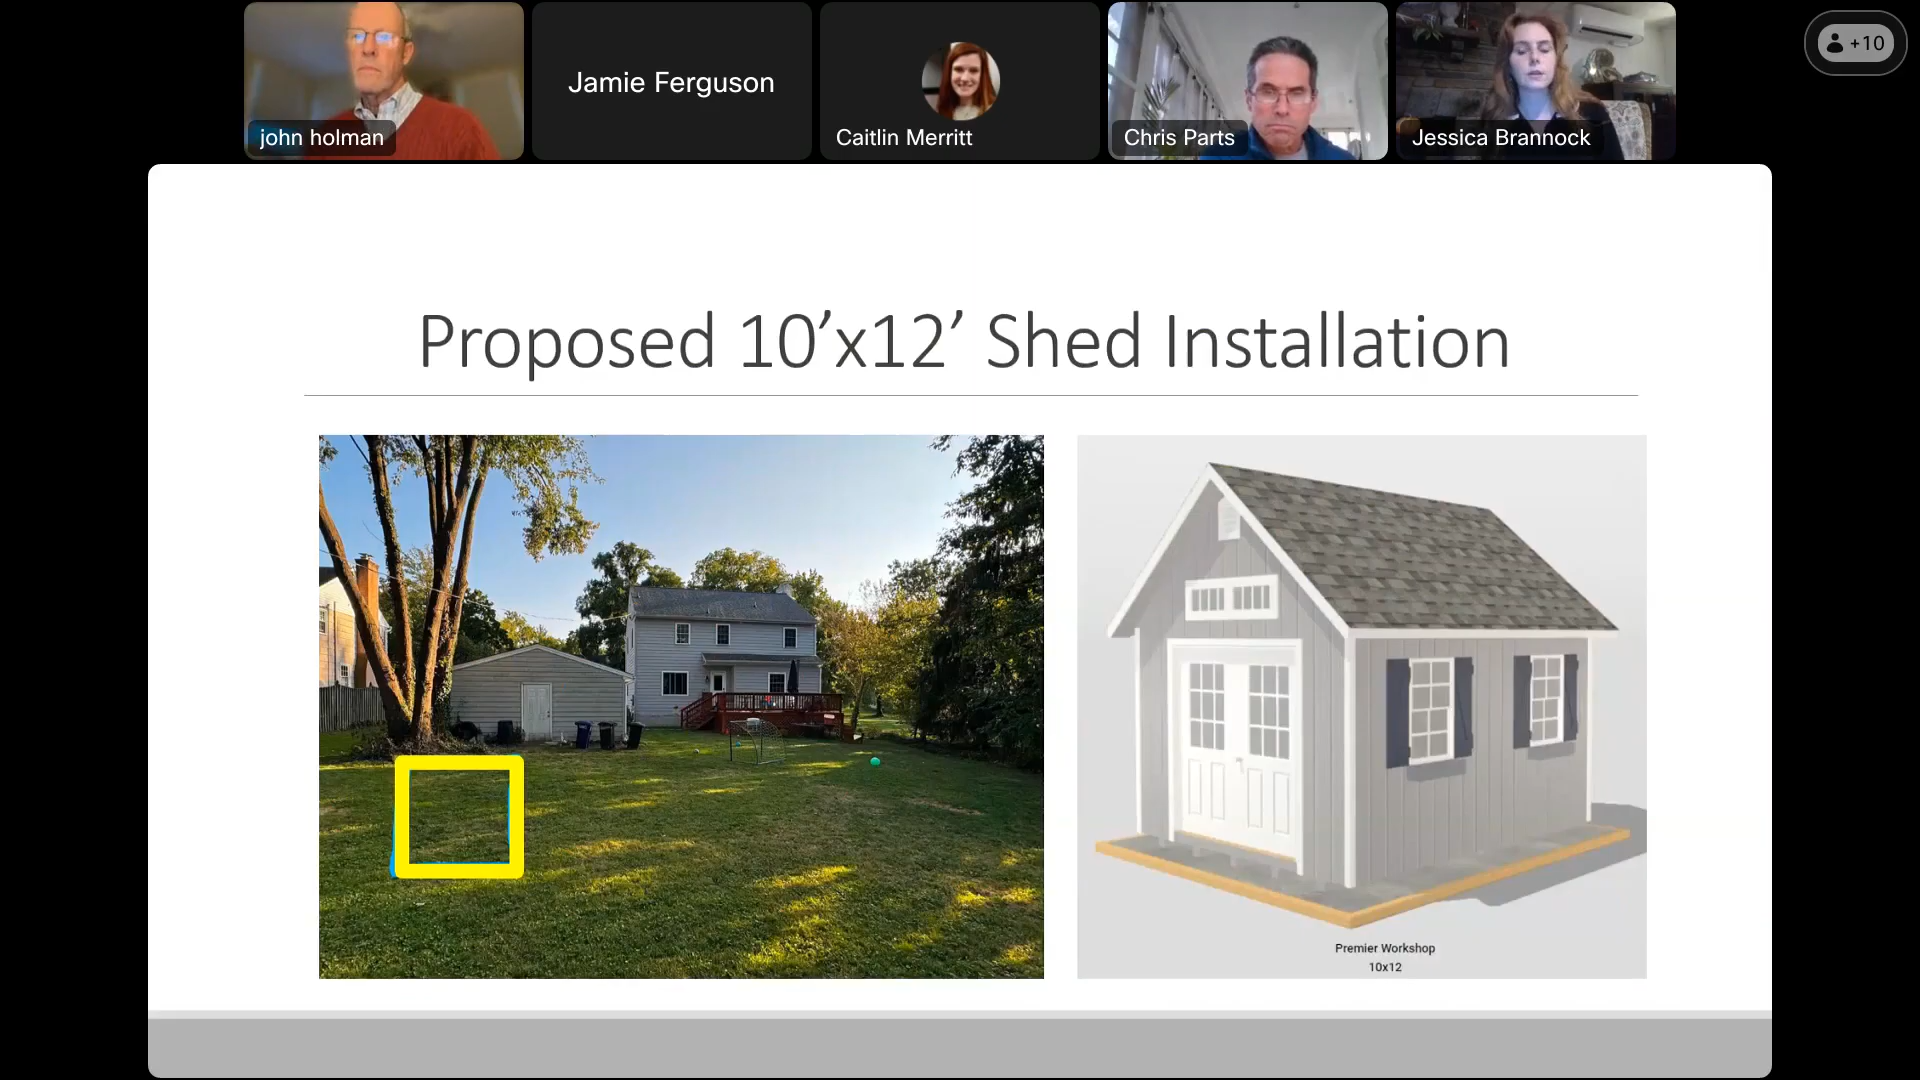 john holman
Jamie Ferguson
Caitlin Merritt
Chris Parts
Jessica Brannock
+10
Proposed 10’x12’ Shed Installation
Premier Workshop
10x12